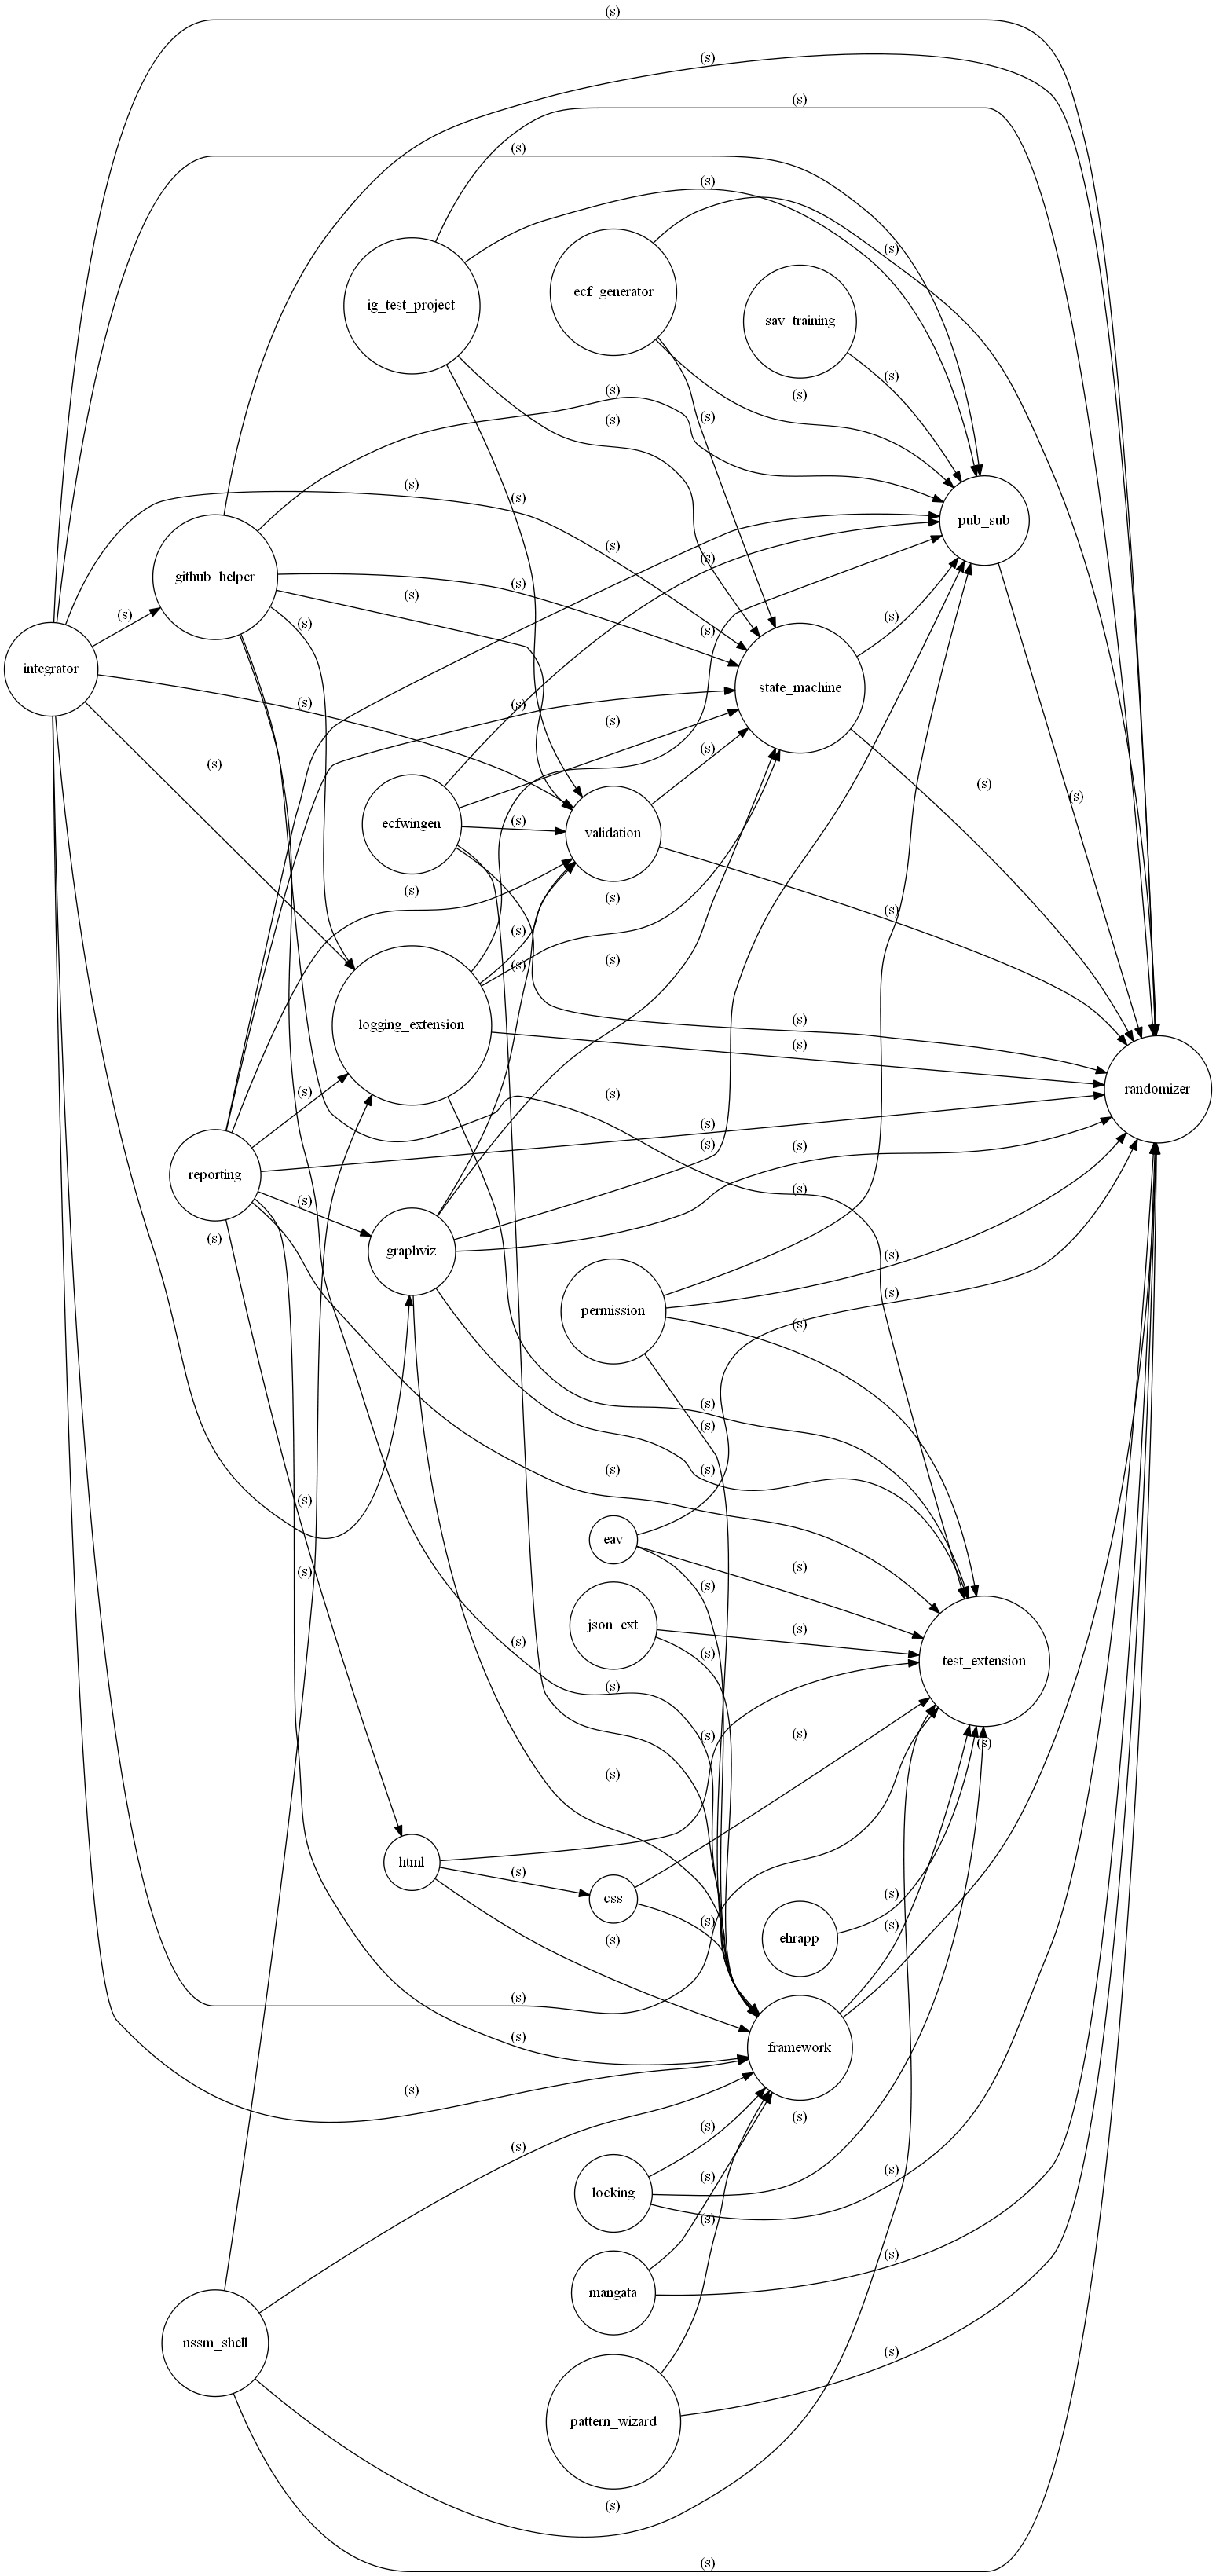 (s)
(s)
(s)
(s)
(s)
(s)
ecf_generator
ig_test_project
sav_training
(s)
(s)
(s)
(s)
(s)
(s)
(s)
pub_sub
(s)
(s)
github_helper
(s)
(s)
(s)
(s)
(s)
(s)
integrator
state_machine
(s)
(s)
(s)
(s)
(s)
(s)
(s)
(s)
ecfwingen
validation
(s)
(s)
(s)
(s)
(s)
(s)
(s)
logging_extension
(s)
randomizer
(s)
(s)
(s)
(s)
(s)
reporting
(s)
(s)
(s)
graphviz
(s)
(s)
permission
(s)
(s)
(s)
(s)
(s)
(s)
eav
(s)
(s)
(s)
json_ext
(s)
(s)
(s)
test_extension
(s)
(s)
(s)
(s)
(s)
html
(s)
(s)
css
(s)
(s)
ehrapp
(s)
(s)
(s)
framework
(s)
(s)
(s)
(s)
(s)
(s)
locking
(s)
(s)
mangata
nssm_shell
(s)
pattern_wizard
(s)
(s)